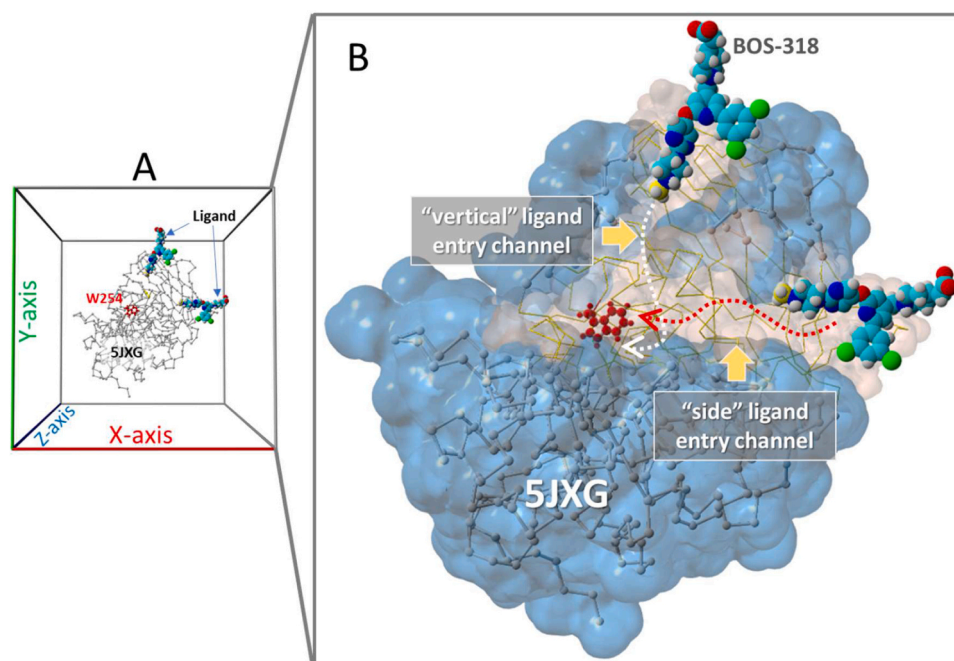 A
Ligand
W254
5JXG
Y-axis
Z-axis
X-axis
B
BOS-318
“vertical” ligand
entry channel
“side” ligand
entry channel
5JXG